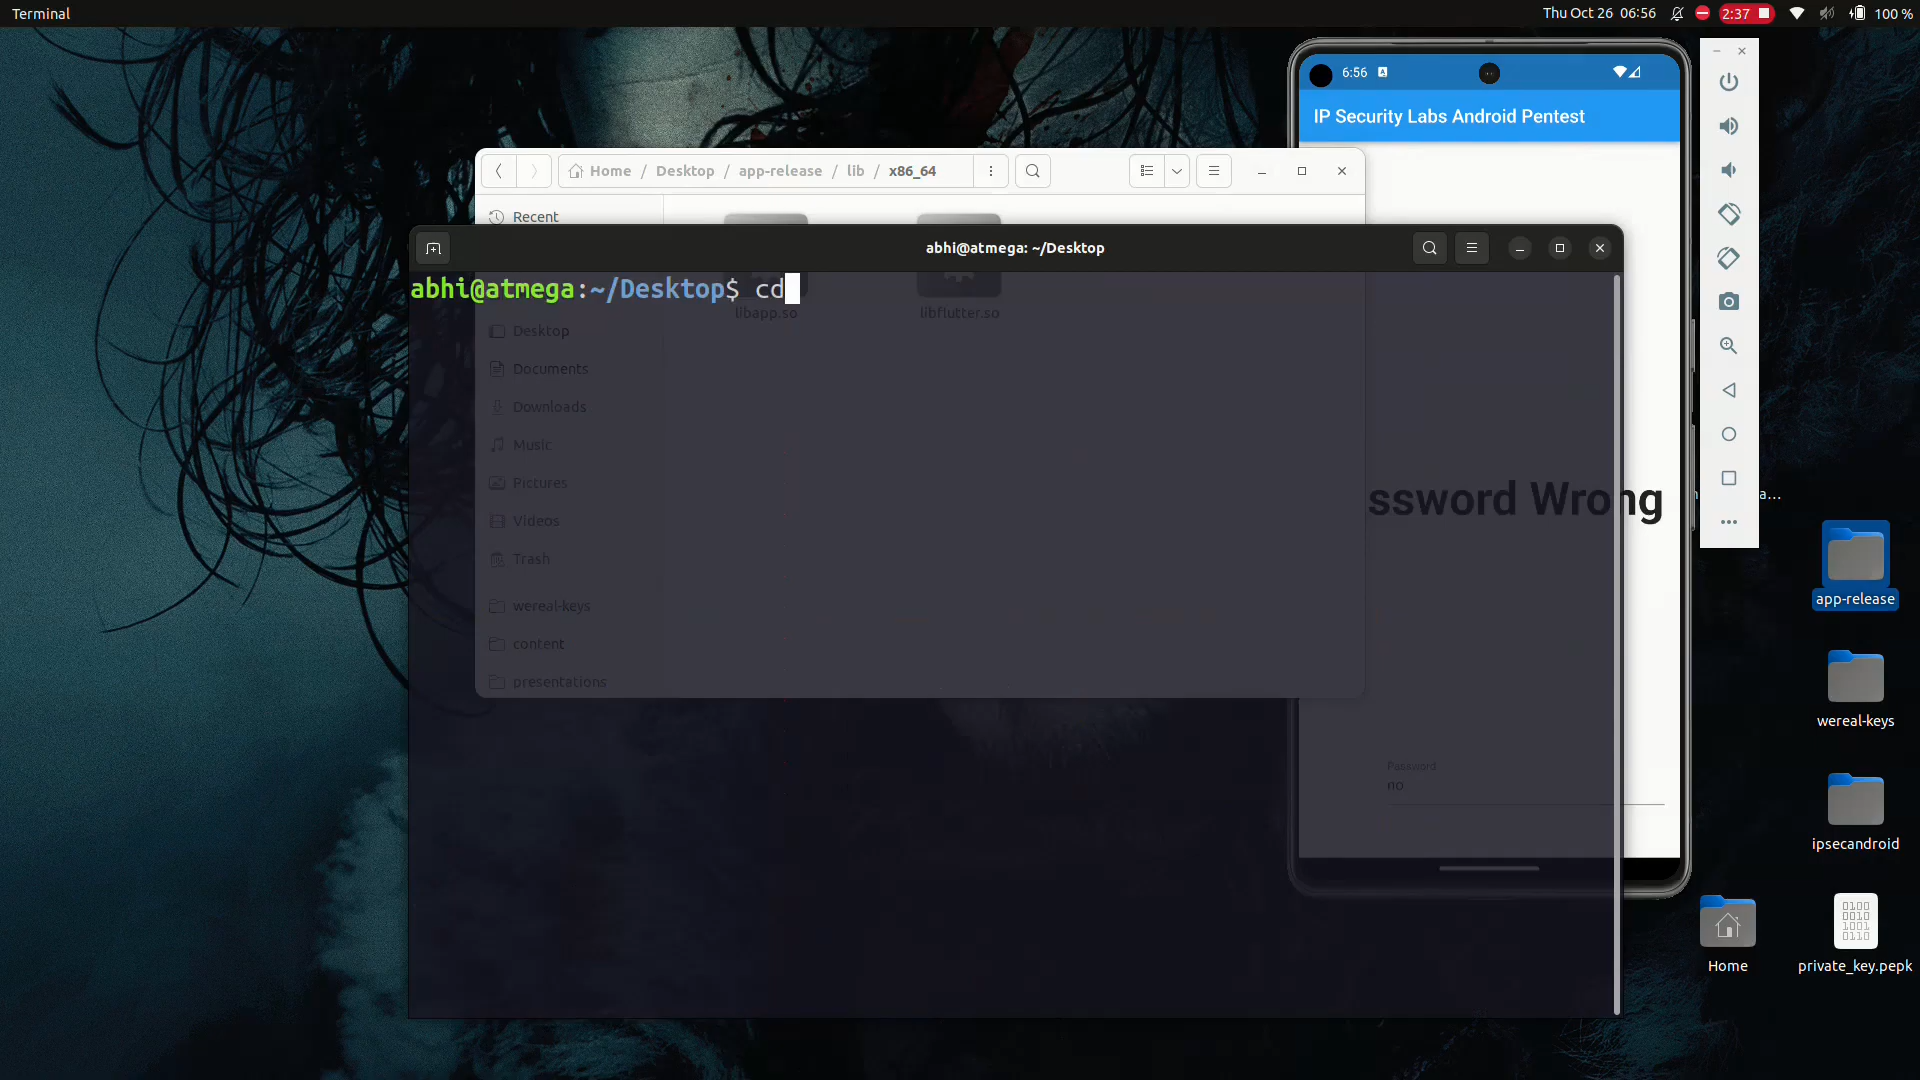 Terminal
Thu Oct 26 06:56
2:37
100 %
6:56
IP Security Labs Android Pentest
Home / Desktop / app-release / lib / x86_64
Recent
abhi@atmega: ~/Desktop
abhi@atmega:~/Desktop$ cd
libapp.so
libflutter.so
Desktop
Documents
Downloads
Music
Pictures
Videos
Trash
wereal-keys
content
presentations
ssword Wrong
Password
no
a...
app-release
wereal-keys
ipsecandroid
Home
private_key.pepk